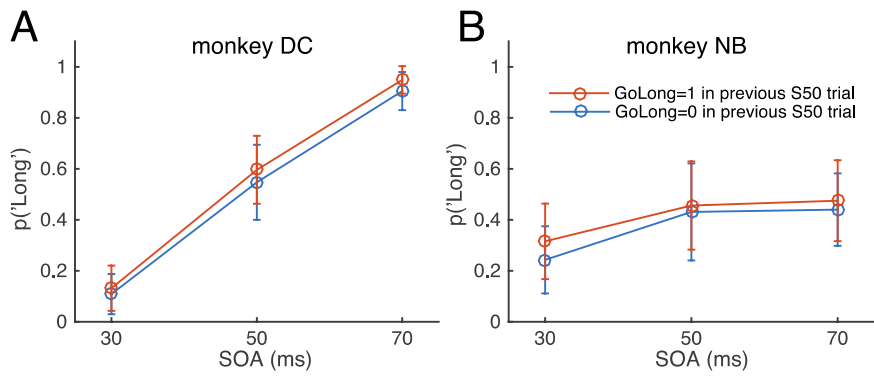 A
monkey DC
p('Long')
1
0.8
0.6
0.4
0.2
0
30
50
70
SOA (ms)
B
monkey NB
GoLong=1 in previous S50 trial
GoLong=0 in previous S50 trial
p('Long')
1
0.8
0.6
0.4
0.2
0
30
50
70
SOA (ms)